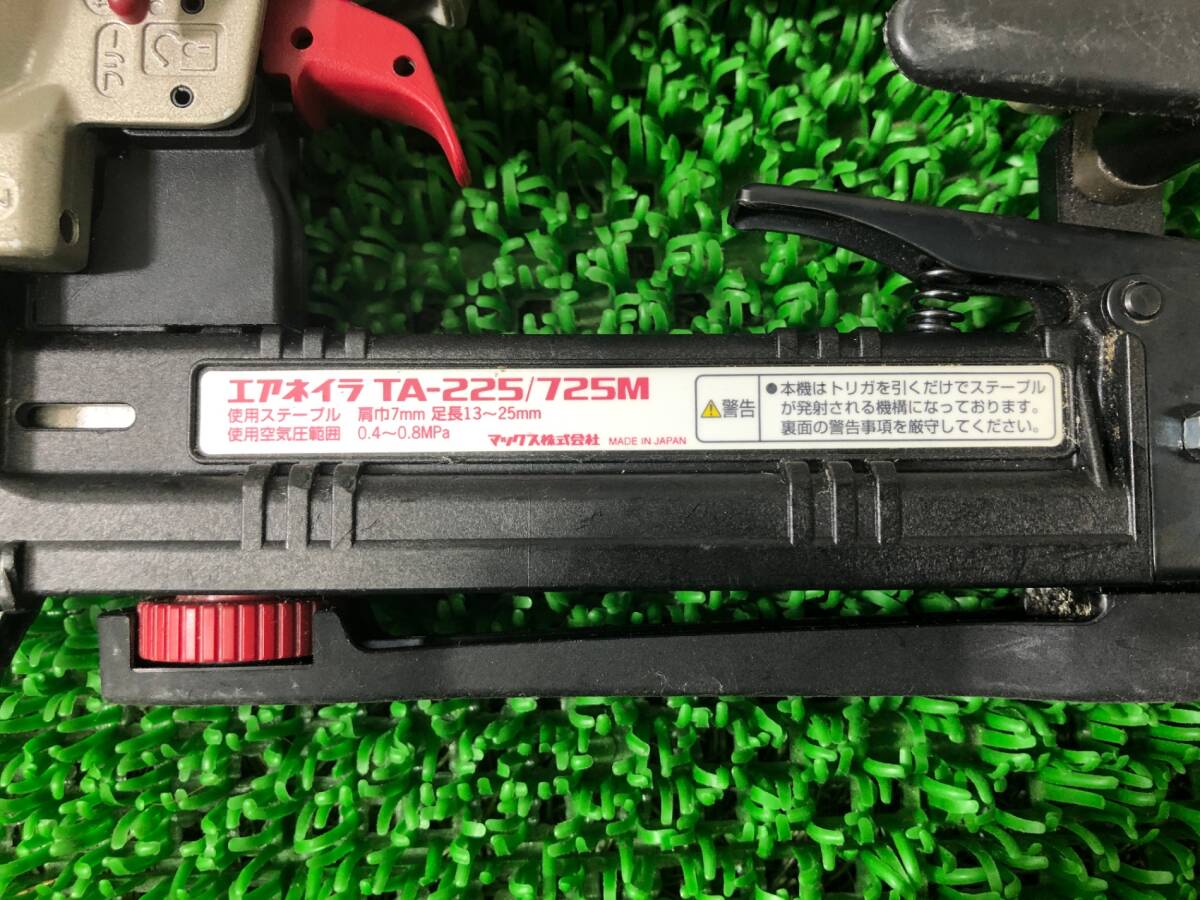 フリー
エアネイラ TA-225/725M
使用ステープル 肩巾7mm 足長13～25mm
使用空気圧範囲 0.4～0.8MPa
マックス株式会社 MADE IN JAPAN
警告
●本機はトリガを引くだけでステープル
が発射される機構になっております。
裏面の警告事項を厳守してください。